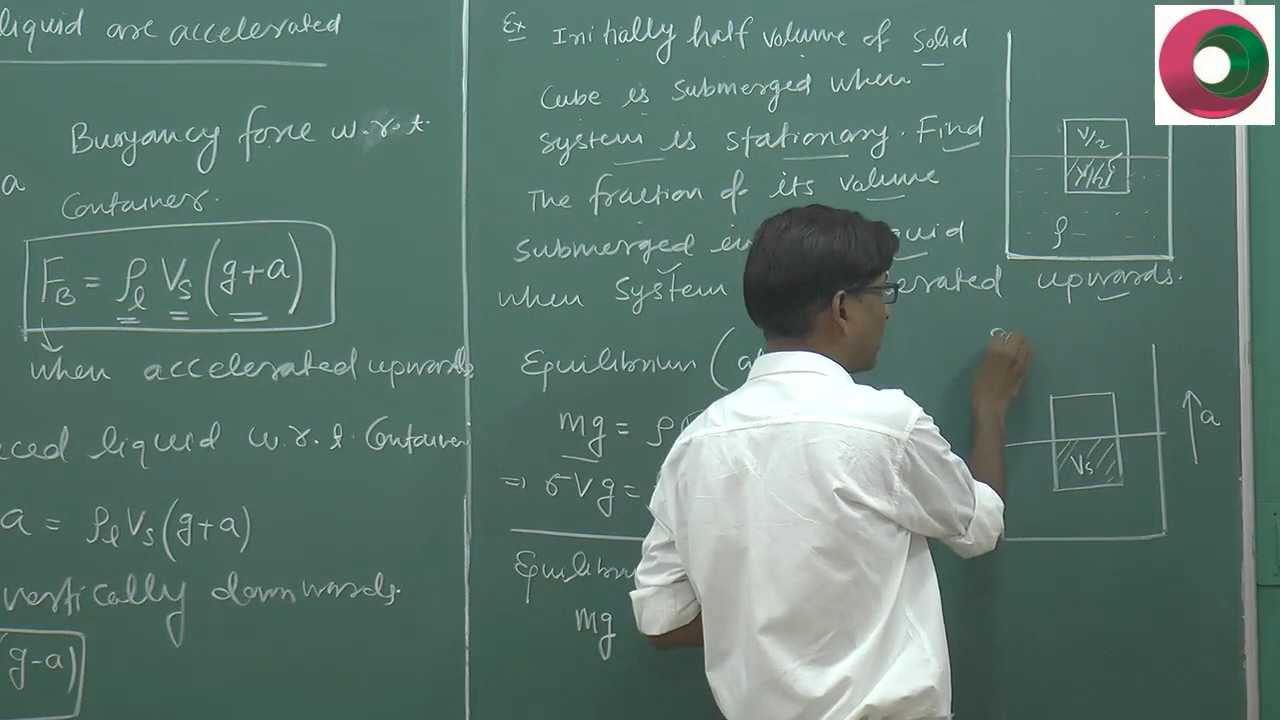 liquid are accelerated
Buoyancy force w.r.t.
a
Container.
F_B = ρ_l V_s (g+a)
when accelerated upwards
ced liquid w.r.t. Container
a = ρ_l V_s (g+a)
vertically downwards.
g-a)
Ex Initially half volume of solid
Cube is submerged when
system is stationary. Find
The fraction of its volume
submerged in
when system upwards.
Equilibrium (
mg = ρ
⇒ σVg =
Equilibriu
mg
V/2
V/2
ρ
V_s
a